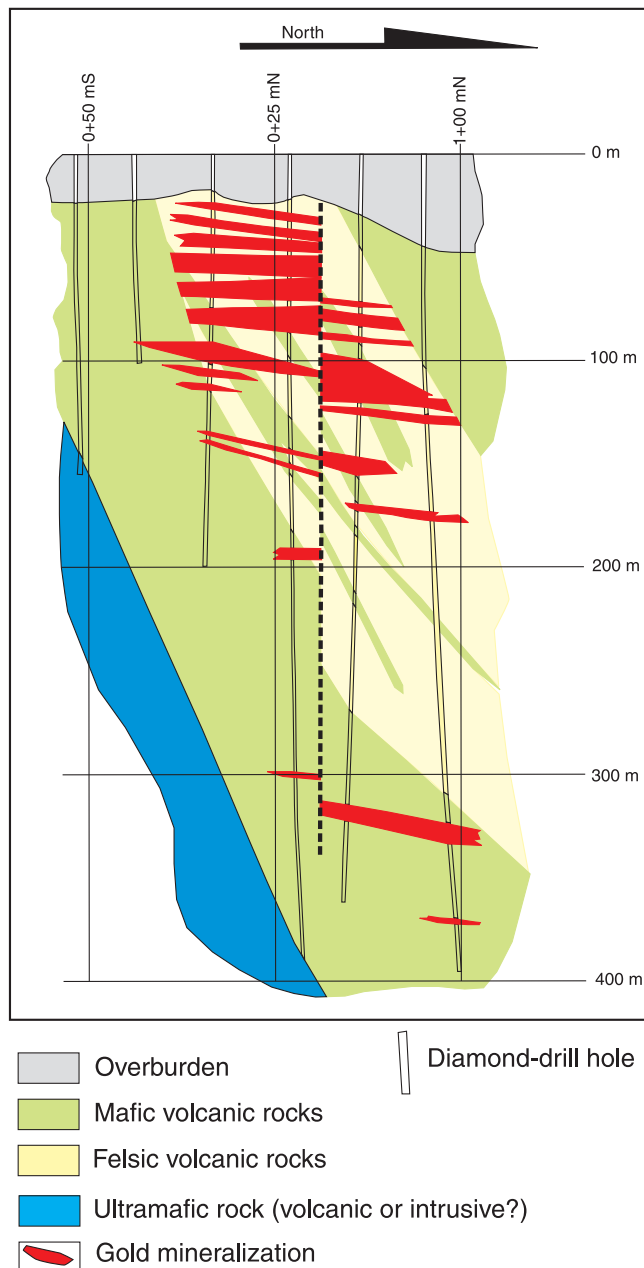 North
0+50 mS
0+25 mN
1+00 mN
0 m
100 m
200 m
300 m
400 m
Diamond-drill hole
Overburden
Mafic volcanic rocks
Felsic volcanic rocks
Ultramafic rock (volcanic or intrusive?)
Gold mineralization